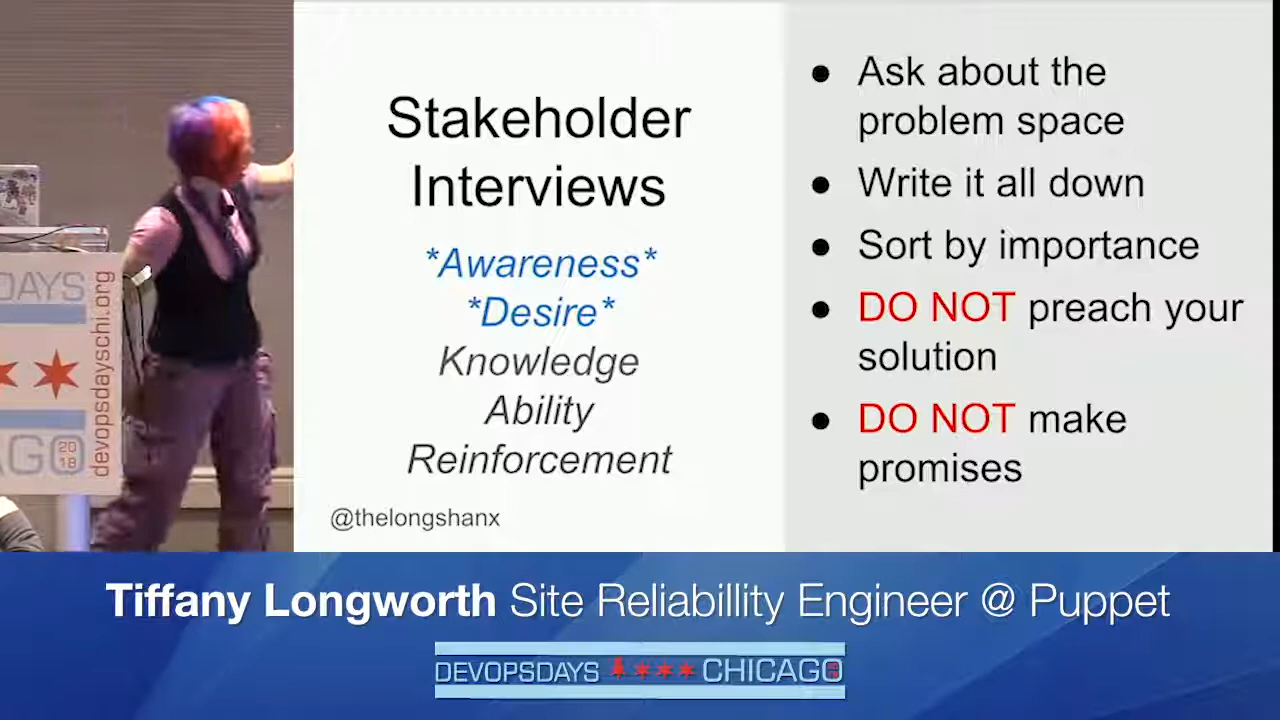 Stakeholder
Interviews
*Awareness*
*Desire*
Knowledge
Ability
Reinforcement
@thelongshanx
● Ask about the
problem space
● Write it all down
● Sort by importance
● DO NOT preach your
solution
● DO NOT make
promises
DAYS
AGO
20
18
devopsdayschi.org
Tiffany Longworth Site Reliabillity Engineer @ Puppet
DEVOPSDAYS CHICAGO